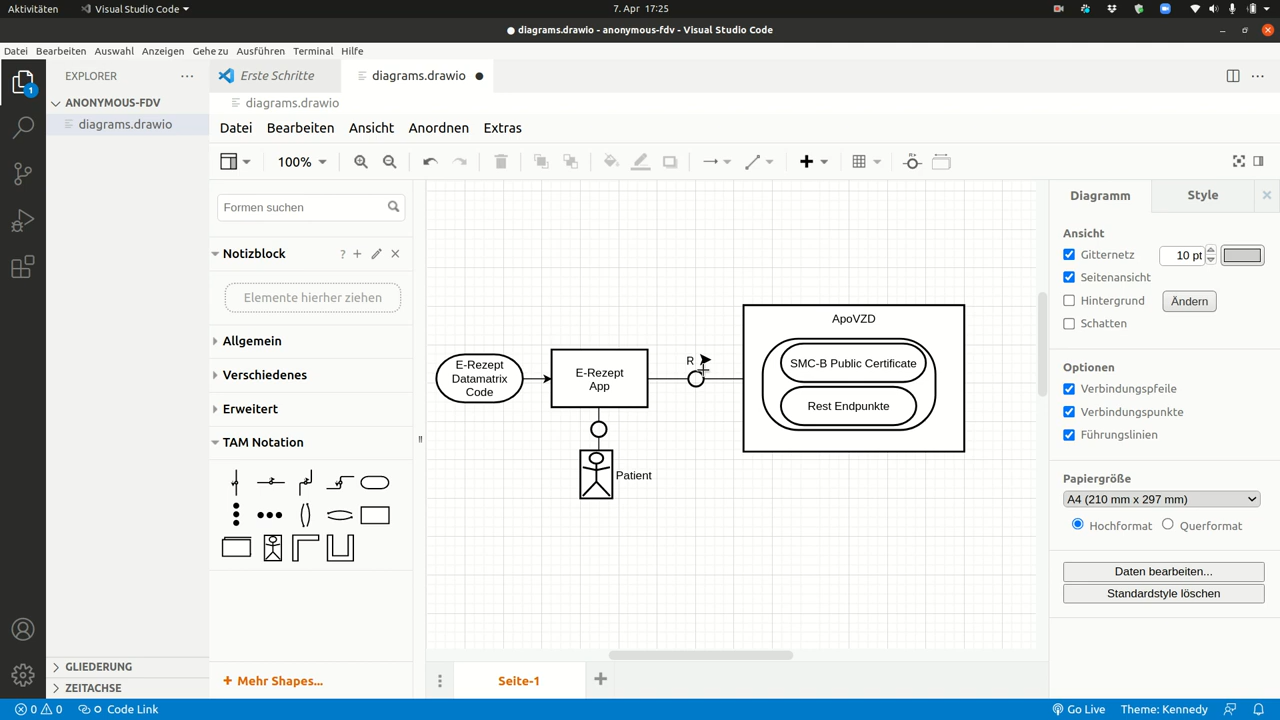 Aktivitäten
Visual Studio Code
7. Apr 17:25
● diagrams.drawio - anonymous-fdv - Visual Studio Code
Datei Bearbeiten Auswahl Anzeigen Gehe zu Ausführen Terminal Hilfe
EXPLORER
Erste Schritte
diagrams.drawio
ANONYMOUS-FDV
diagrams.drawio
1
diagrams.drawio
Datei Bearbeiten Ansicht Anordnen Extras
100%
Formen suchen
Notizblock
?
Elemente hierher ziehen
Allgemein
Verschiedenes
Erweitert
TAM Notation
+ Mehr Shapes...
E-Rezept
Datamatrix
Code
E-Rezept
App
Patient
R
ApoVZD
SMC-B Public Certificate
Rest Endpunkte
Diagramm
Style
Ansicht
Gitternetz
10 pt
Seitenansicht
Hintergrund
Ändern
Schatten
Optionen
Verbindungspfeile
Verbindungspunkte
Führungslinien
Papiergröße
A4 (210 mm x 297 mm)
Hochformat
Querformat
Daten bearbeiten...
Standardstyle löschen
GLIEDERUNG
ZEITACHSE
Seite-1
0 0
Code Link
Go Live
Theme: Kennedy